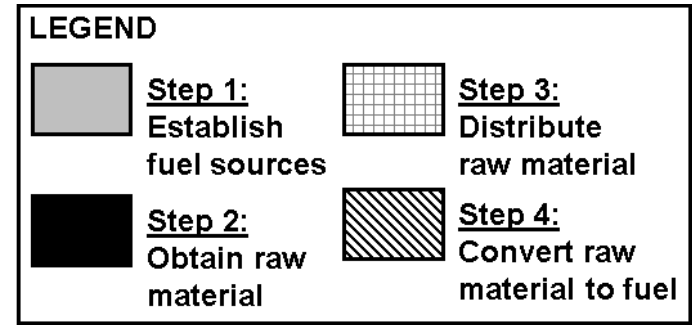 LEGEND
Step 1:
Establish
fuel sources
Step 2:
Obtain raw
material
Step 3:
Distribute
raw material
Step 4:
Convert raw
material to fuel